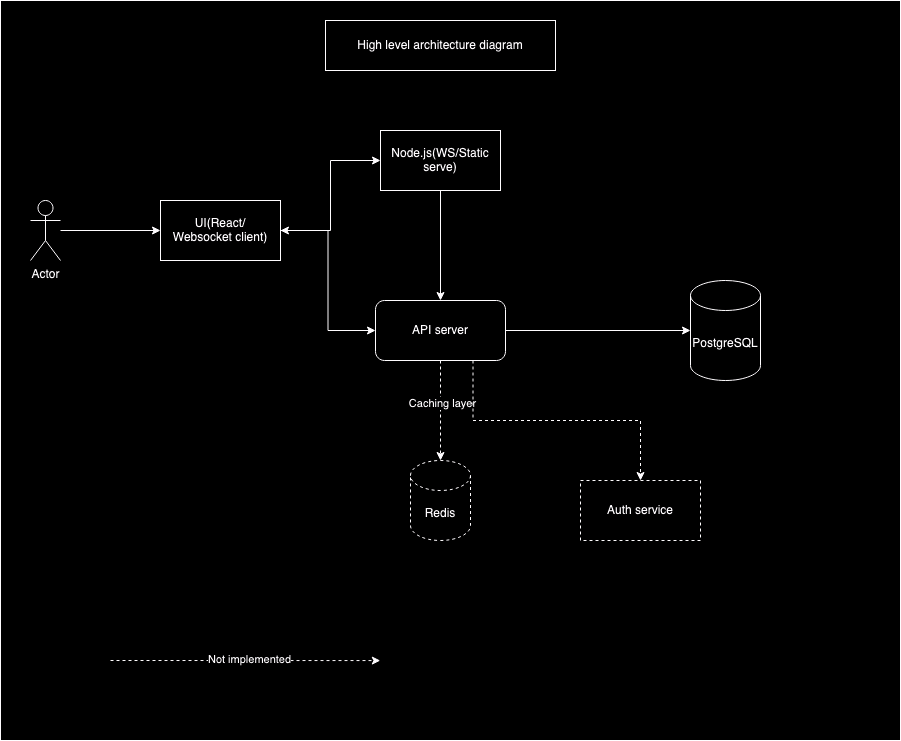 High level architecture diagram
Node.js(WS/Static
serve)
UI(React/
Websocket client)
Actor
API server
PostgreSQL
Caching layer
Redis
Auth service
Not implemented